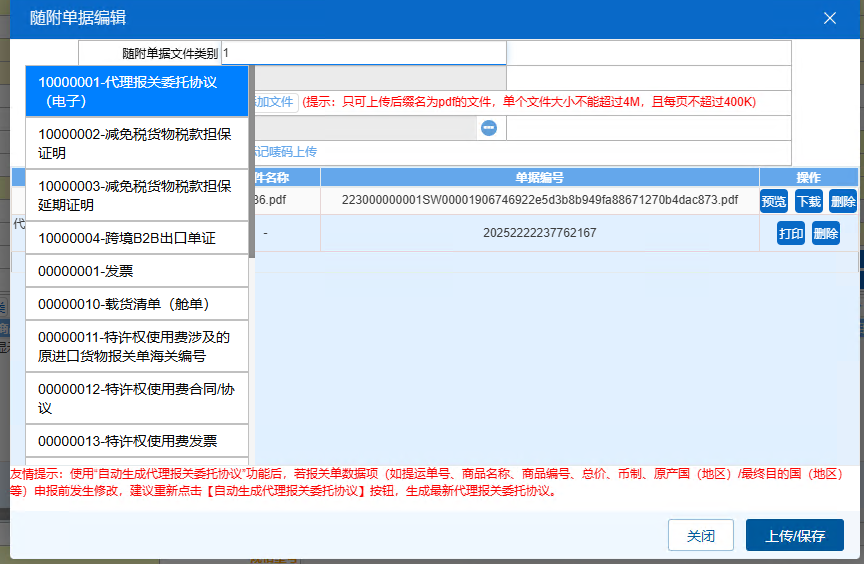 随附单据编辑
随附单据文件类别 1
10000001-代理报关委托协议
（电子）
加文件 (提示：只可上传后缀名为pdf的文件，单个文件大小不能超过4M，且每页不超过400K)
10000002-减免税货物税款担保
证明
记唛码上传
10000003-减免税货物税款担保
延期证明
件名称 单据编号 操作
36.pdf 223000000001SW00001906746922e5d3b8b949fa88671270b4dac873.pdf 预览 下载 删除
代
10000004-跨境B2B出口单证
- 20252222237762167 打印 删除
00000001-发票
00000010-载货清单（舱单）
00000011-特许权使用费涉及的
原进口货物报关单海关编号
00000012-特许权使用费合同/协
议
00000013-特许权使用费发票
友情提示：使用“自动生成代理报关委托协议”功能后，若报关单数据项（如提运单号、商品名称、商品编号、总价、币制、原产国（地区）/最终目的国（地区）
等）申报前发生修改，建议重新点击【自动生成代理报关委托协议】按钮，生成最新代理报关委托协议。
关闭 上传/保存